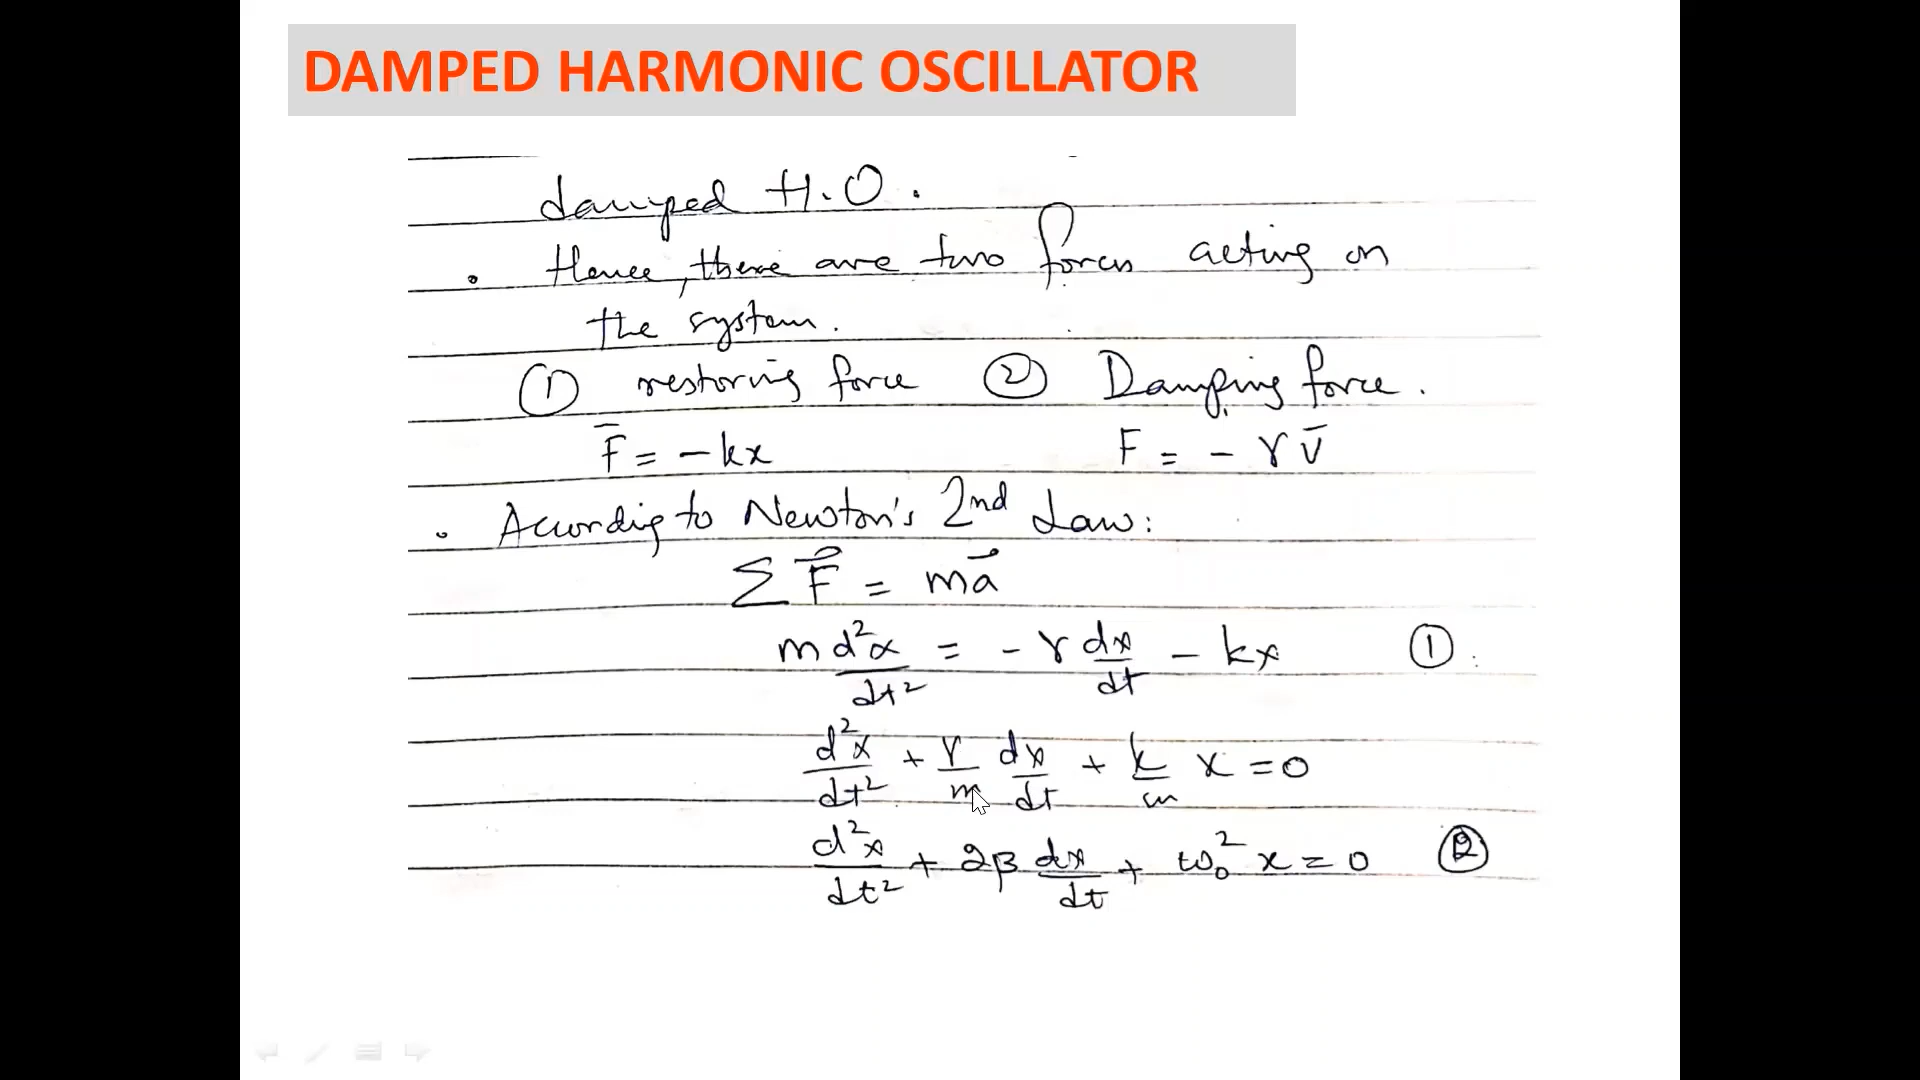 DAMPED HARMONIC OSCILLATOR
damped H.O.
• Hence, there are two forces acting on
the system.
① restoring force ② Damping force.
F̄ = -kx F = - γ v̄
• According to Newton's 2nd Law:
∑ F⃗ = ma⃗
m d²x/dt² = - γ dx/dt - kx ①
d²x/dt² + γ/m dx/dt + k/m x = 0
d²x/dt² + 2β dx/dt + ω₀² x = 0 ②